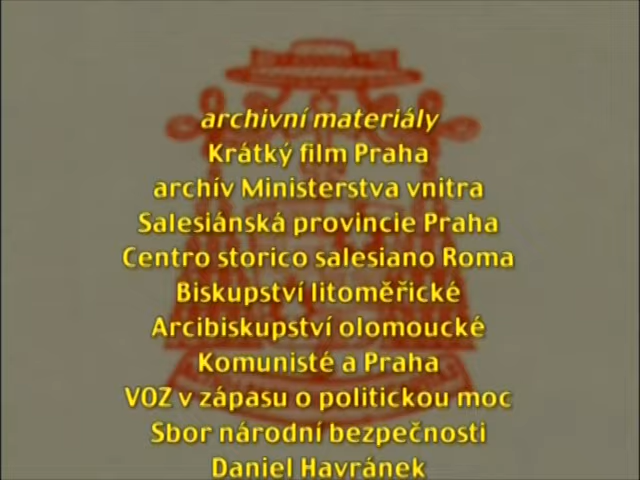 archivní materiály
Krátký film Praha
archív Ministerstva vnitra
Salesiánská provincie Praha
Centro storico salesiano Roma
Biskupství litoměřické
Arcibiskupství olomoucké
Komunisté a Praha
VOZ v zápasu o politickou moc
Sbor národní bezpečnosti
Daniel Havránek